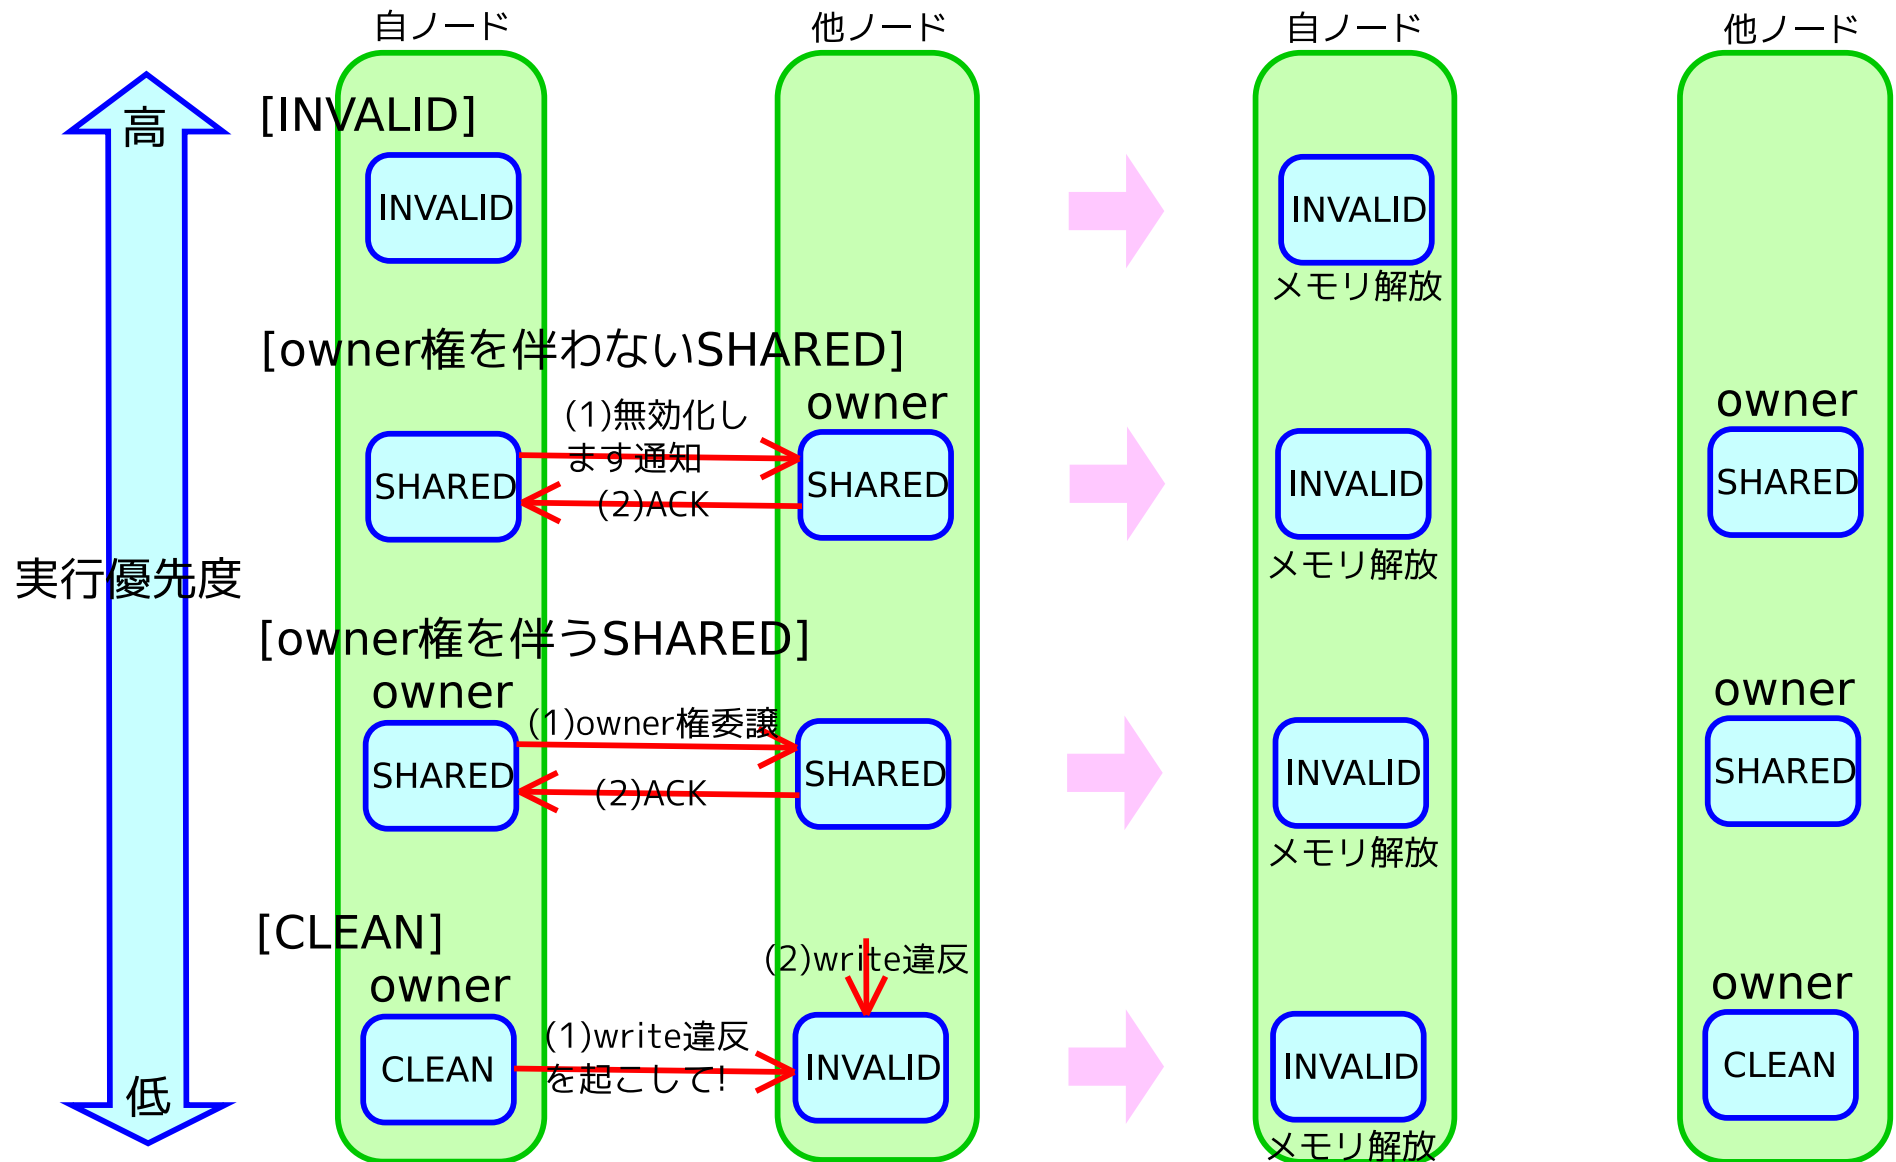 自ノード
他ノード
自ノード
他ノード
高
[INVALID]
INVALID
INVALID
メモリ解放
[owner権を伴わないSHARED]
(1)無効化し
ます通知
owner
owner
SHARED
(2)ACK
SHARED
INVALID
SHARED
メモリ解放
実行優先度
[owner権を伴うSHARED]
owner
(1)owner権委譲
owner
SHARED
(2)ACK
SHARED
INVALID
SHARED
メモリ解放
[CLEAN]
(2)write違反
owner
owner
(1)write違反
を起こして!
CLEAN
INVALID
INVALID
CLEAN
低
メモリ解放